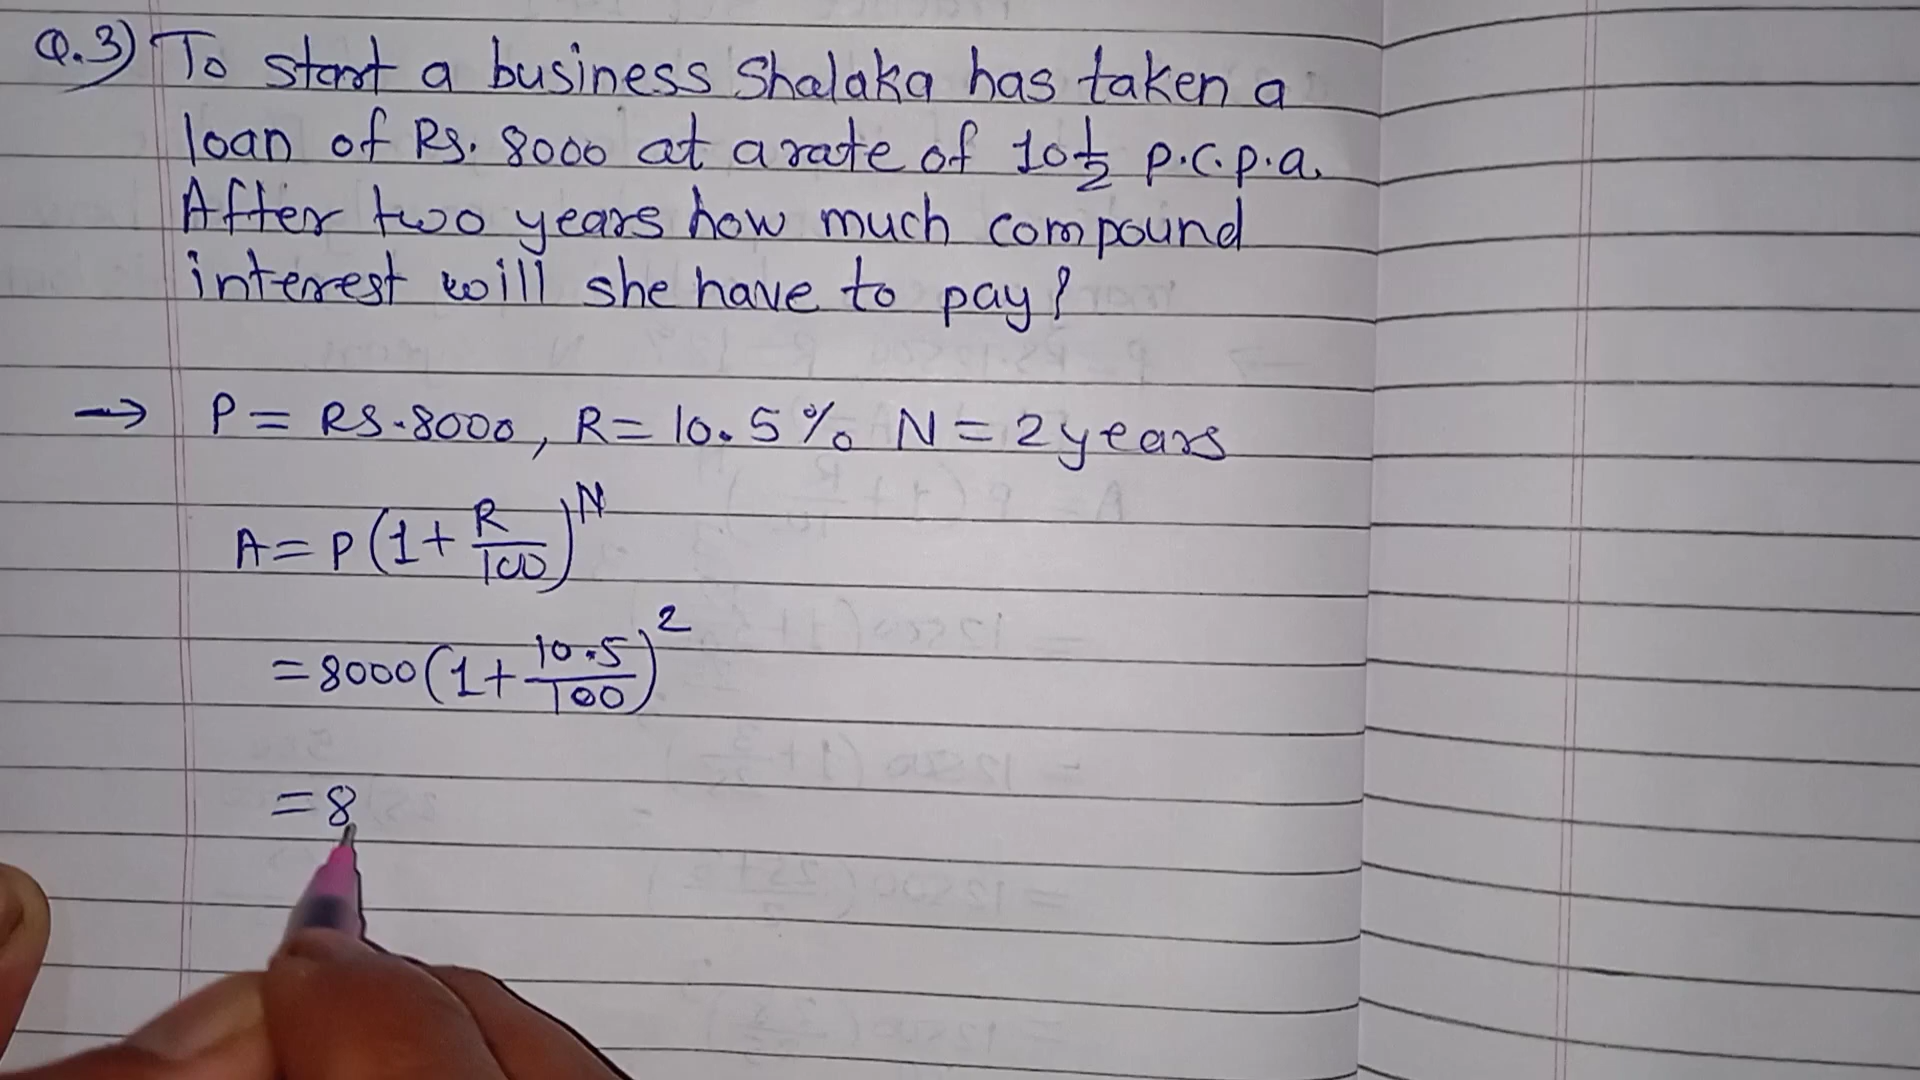 Q.3) To start a business Shalaka has taken a
loan of Rs. 8000 at a rate of 10 1/2 p.c.p.a.
After two years how much compound
interest will she have to pay?
→ P = RS.8000, R = 10.5% N = 2 years
A = P(1 + R/100)^N
= 8000(1 + 10.5/100)^2
= 8